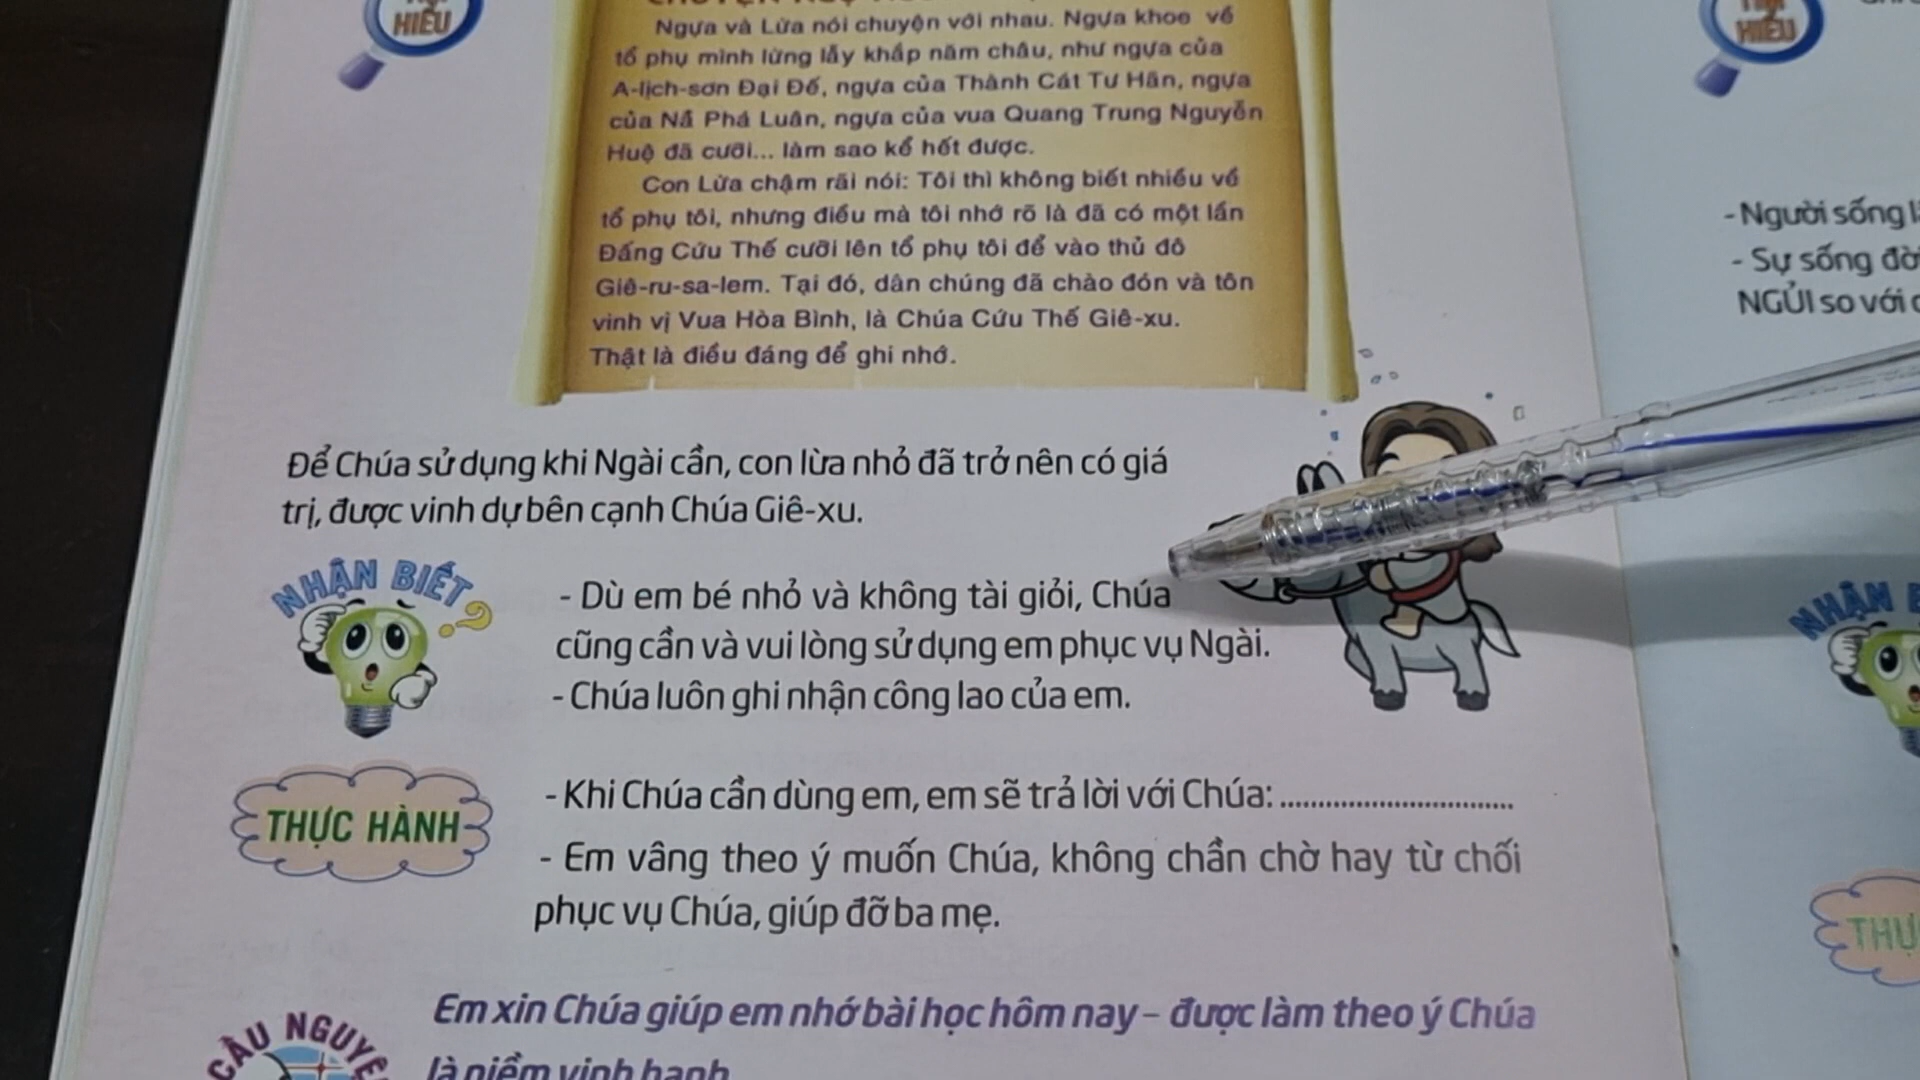 HIỂU
Ngựa và Lừa nói chuyện với nhau. Ngựa khoe về
tổ phụ mình lừng lẫy khắp năm châu, như ngựa của
A-lịch-sơn Đại Đế, ngựa của Thành Cát Tư Hãn, ngựa
của Nã Phá Luân, ngựa của vua Quang Trung Nguyễn
Huệ đã cưỡi... làm sao kể hết được.
Con Lừa chậm rãi nói: Tôi thì không biết nhiều về
tổ phụ tôi, nhưng điều mà tôi nhớ rõ là đã có một lần
Đấng Cứu Thế cưỡi lên tổ phụ tôi để vào thủ đô
Giê-ru-sa-lem. Tại đó, dân chúng đã chào đón và tôn
vinh vị Vua Hòa Bình, là Chúa Cứu Thế Giê-xu.
Thật là điều đáng để ghi nhớ.
Để Chúa sử dụng khi Ngài cần, con lừa nhỏ đã trở nên có giá
trị, được vinh dự bên cạnh Chúa Giê-xu.
NHẬN BIẾT
- Dù em bé nhỏ và không tài giỏi, Chúa
cũng cần và vui lòng sử dụng em phục vụ Ngài.
- Chúa luôn ghi nhận công lao của em.
THỰC HÀNH
- Khi Chúa cần dùng em, em sẽ trả lời với Chúa: ...............................
- Em vâng theo ý muốn Chúa, không chần chờ hay từ chối
phục vụ Chúa, giúp đỡ ba mẹ.
CẦU NGUYỆ
Em xin Chúa giúp em nhớ bài học hôm nay – được làm theo ý Chúa
là niềm vinh hạnh
HIỂU
- Người sống
- Sự sống
NGỦI so với
NHẬN